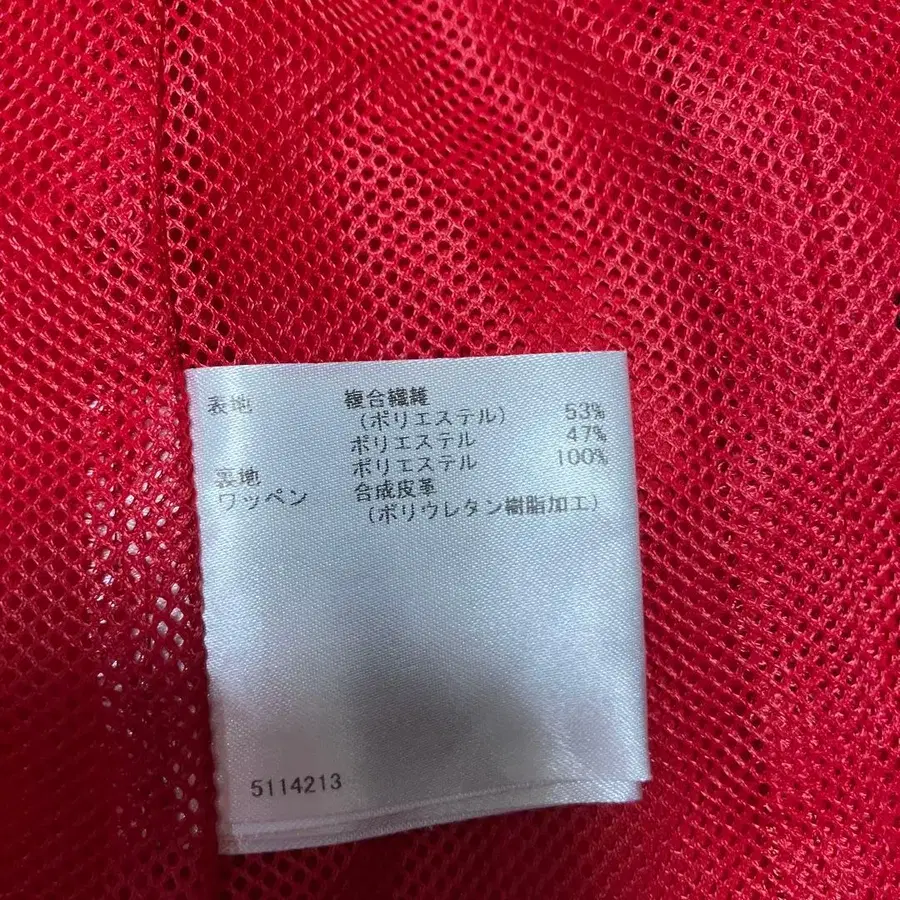 表地 複合繊維
(ポリエステル) 53%
ポリエステル 47%
裏地 ポリエステル 100%
ワッペン 合成皮革
(ポリウレタン樹脂加工)
5114213